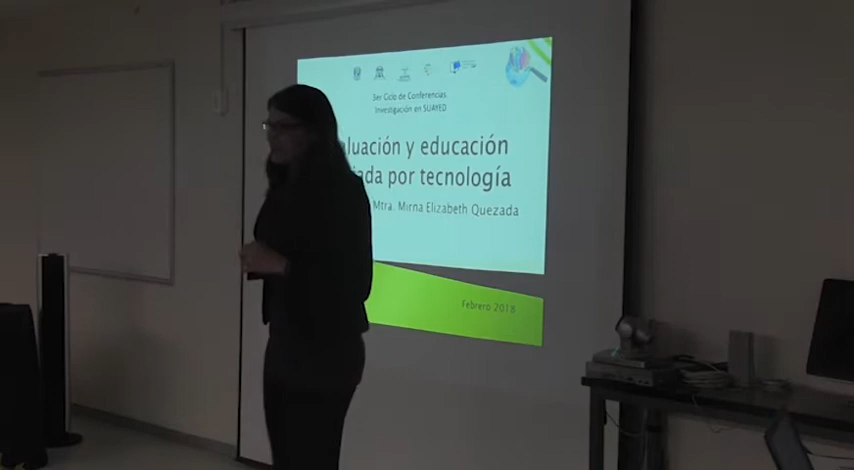 3er Ciclo de Conferencias
Investigación en SUAYED
aluación y educación
iada por tecnología
Mtra. Mirna Elizabeth Quezada
Febrero 2018